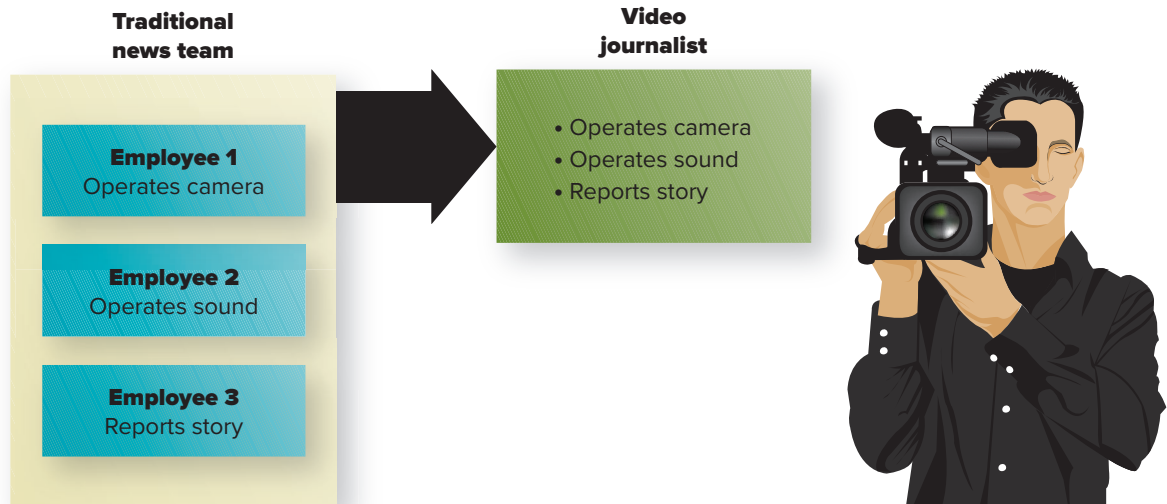 Traditional
news team
Employee 1
Operates camera
Employee 2
Operates sound
Employee 3
Reports story
Video
journalist
• Operates camera
• Operates sound
• Reports story